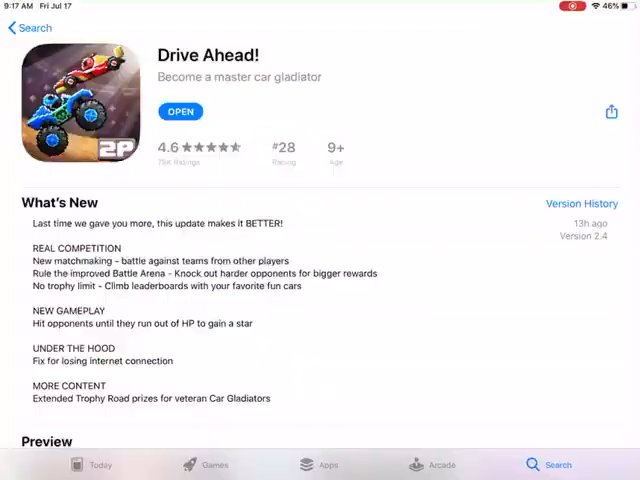 9:17 AM Fri Jul 17
46%
Search
Drive Ahead!
Become a master car gladiator
OPEN
2P
4.6
#28
9+
Ratings
Racing
Age
What's New
Version History
Last time we gave you more, this update makes it BETTER!
13h ago
Version 2.4
REAL COMPETITION
New matchmaking - battle against teams from other players
Rule the improved Battle Arena - Knock out harder opponents for bigger rewards
No trophy limit - Climb leaderboards with your favorite fun cars
NEW GAMEPLAY
Hit opponents until they run out of HP to gain a star
UNDER THE HOOD
Fix for losing internet connection
MORE CONTENT
Extended Trophy Road prizes for veteran Car Gladiators
Preview
Today
Games
Apps
Arcade
Search